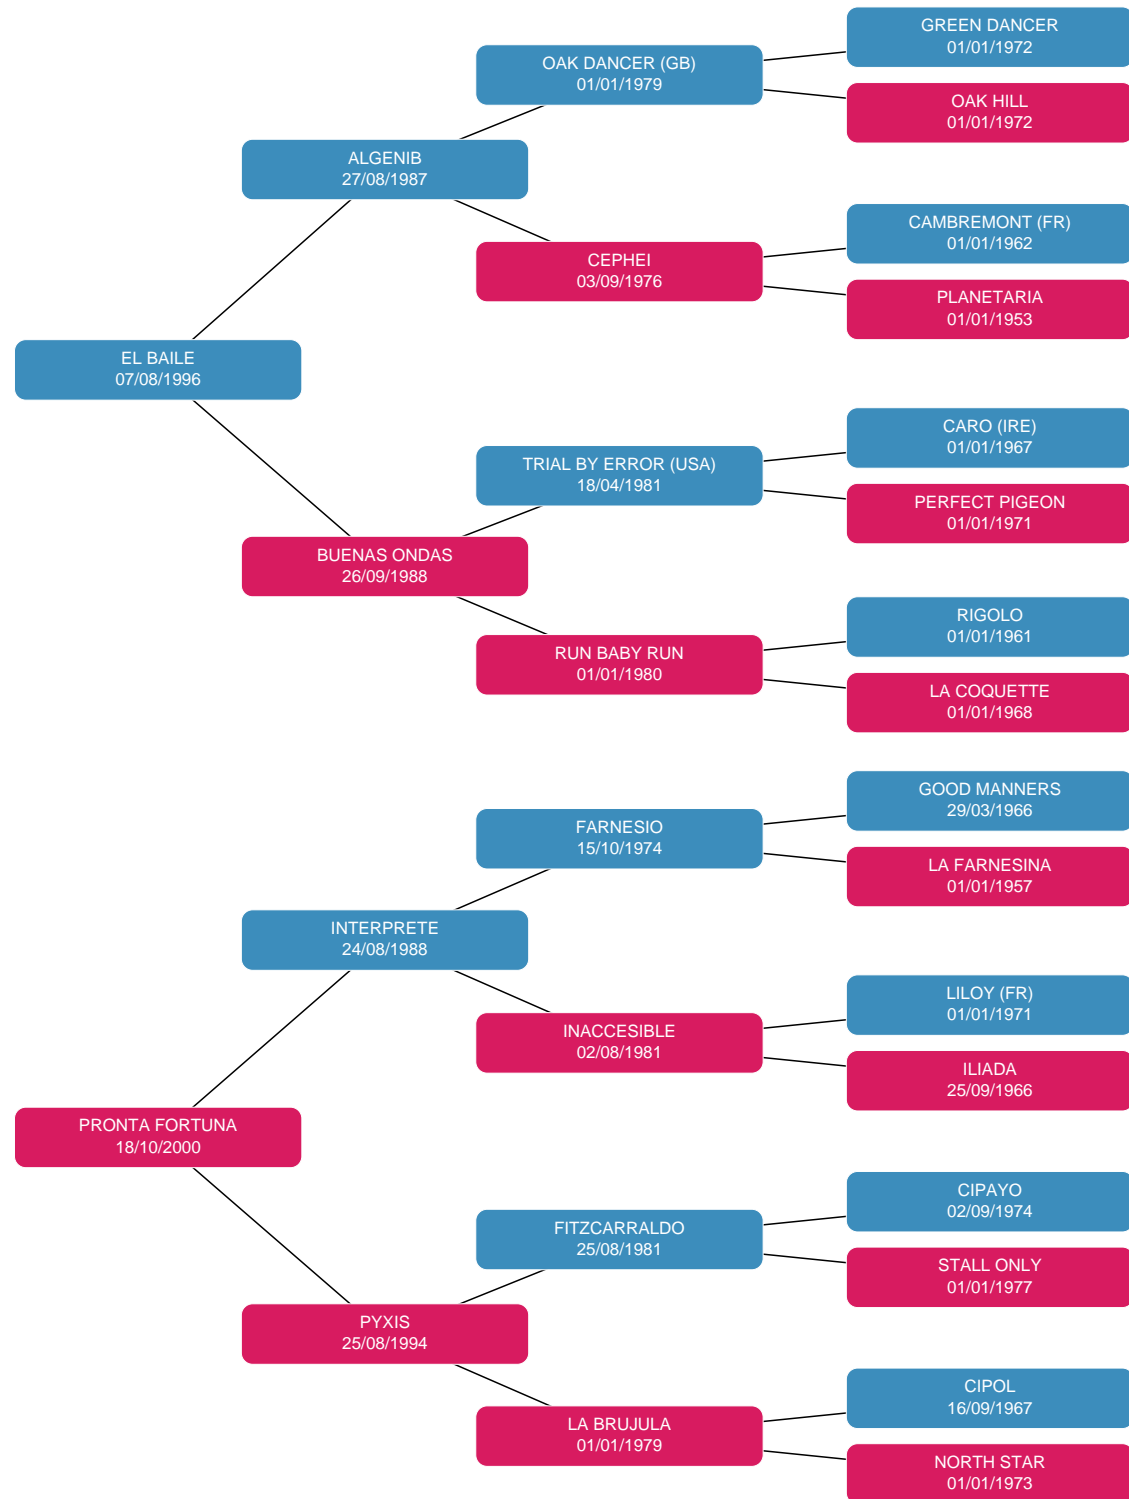 GREEN DANCER
01/01/1972
OAK DANCER (GB)
01/01/1979
OAK HILL
01/01/1972
ALGENIB
27/08/1987
CAMBREMONT (FR)
01/01/1962
CEPHEI
03/09/1976
PLANETARIA
01/01/1953
EL BAILE
07/08/1996
CARO (IRE)
01/01/1967
TRIAL BY ERROR (USA)
18/04/1981
PERFECT PIGEON
01/01/1971
BUENAS ONDAS
26/09/1988
RIGOLO
01/01/1961
RUN BABY RUN
01/01/1980
LA COQUETTE
01/01/1968
GOOD MANNERS
29/03/1966
FARNESIO
15/10/1974
LA FARNESINA
01/01/1957
INTERPRETE
24/08/1988
LILOY (FR)
01/01/1971
INACCESIBLE
02/08/1981
ILIADA
25/09/1966
PRONTA FORTUNA
18/10/2000
CIPAYO
02/09/1974
FITZCARRALDO
25/08/1981
STALL ONLY
01/01/1977
PYXIS
25/08/1994
CIPOL
16/09/1967
LA BRUJULA
01/01/1979
NORTH STAR
01/01/1973